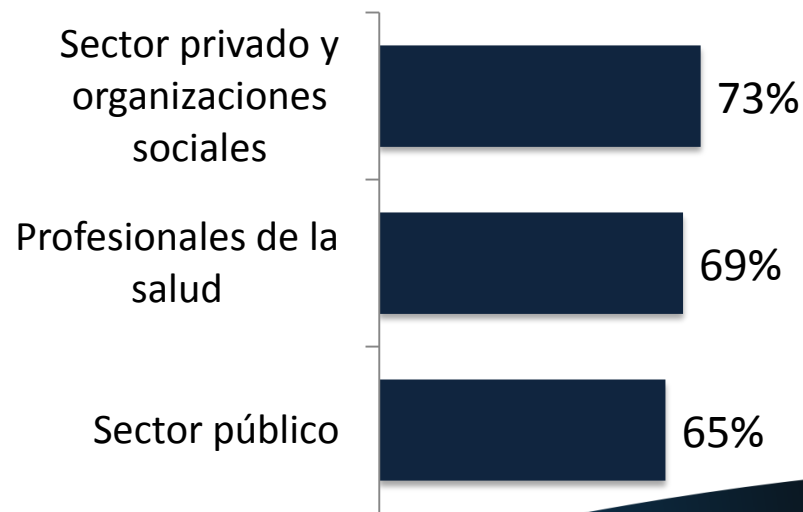 Sector privado y
organizaciones
sociales
73%
Profesionales de la
salud
69%
Sector público
65%